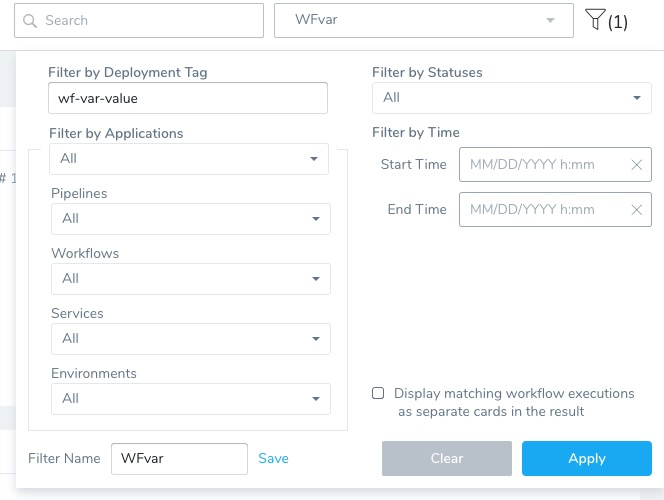 Search
WFvar
(1)
Filter by Deployment Tag
wf-var-value
Filter by Applications
All
Pipelines
All
Workflows
All
Services
All
Environments
All
Filter by Statuses
All
Filter by Time
Start Time MM/DD/YYYY h:mm
End Time MM/DD/YYYY h:mm
# 1
Display matching workflow executions
as separate cards in the result
Filter Name WFvar Save
Clear
Apply